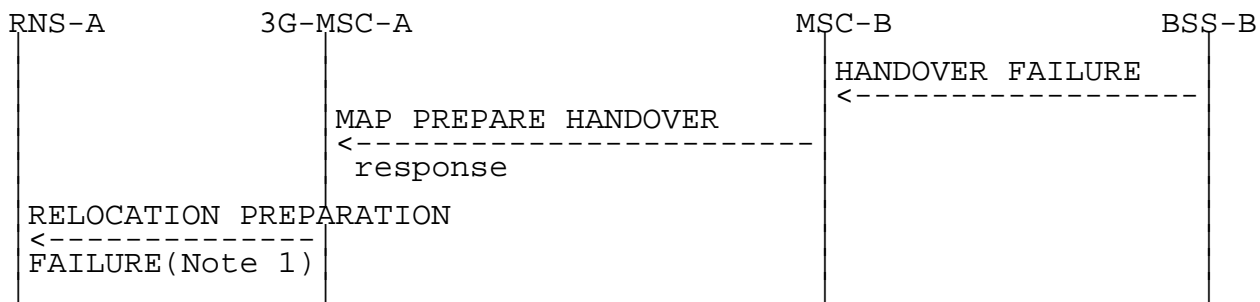 RNS-A 3G-MSC-A MSC-B BSS-B
HANDOVER FAILURE
MAP PREPARE HANDOVER
response
RELOCATION PREPARATION
FAILURE(Note 1)